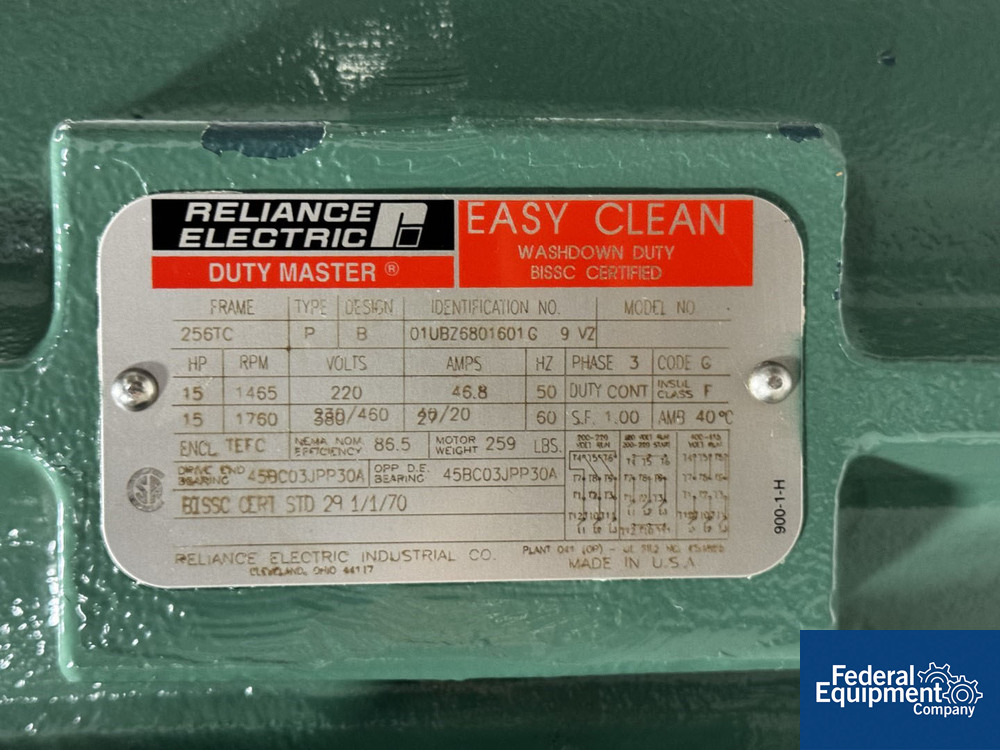 RELIANCE ELECTRIC
DUTY MASTER ®
EASY CLEAN
WASHDOWN DUTY
BISSC CERTIFIED
FRAME TYPE DESIGN IDENTIFICATION NO. MODEL NO
256TC P B 01UBZ6801601G 9 VZ
HP RPM VOLTS AMPS HZ PHASE 3 CODE G
15 1465 220 46.8 50 DUTY CONT INSUL CLASS F
15 1760 /460 /20 60 S.F. 1.00 AMB 40°C
ENCL TEFC NEMA NOM EFFICIENCY 86.5 MOTOR WEIGHT 259 LBS.
DRIVE END BEARING 45BC03JPP30A OPP D.E. BEARING 45BC03JPP30A
BISSC CERT STD 29 1/1/70
900-1-H
RELIANCE ELECTRIC INDUSTRIAL CO.
CLEVELAND, OHIO 44117
MADE IN U.S.A
Federal
Equipment
Company